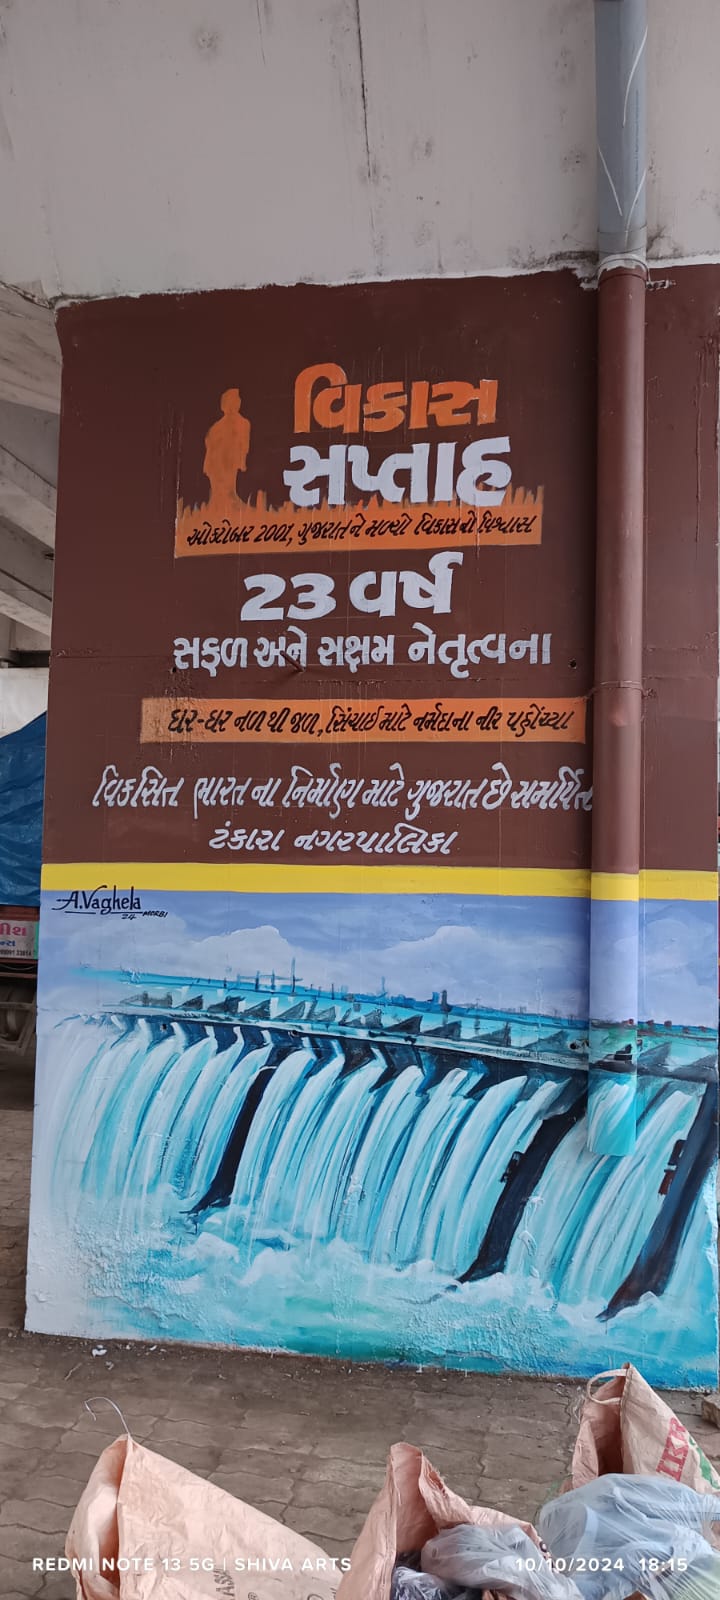 વિકાસ
સપ્તાહ
ઓક્ટોબર 2001, ગુજરાતને મળ્યો વિકાસનો વિશ્વાસ
23 વર્ષ
સફળ અને સક્ષમ નેતૃત્વના
ઘર-ઘર નળ થી જળ, સિંચાઈ માટે નર્મદાના નીર પહોંચ્યા
વિકસિત ભારત ના નિર્માણ માટે ગુજરાત છે સમર્પિત
ટંકારા નગરપાલિકા
A.Vaghela
24 MORBI
REDMI NOTE 13 5G | SHIVA ARTS
10/10/2024 18:15